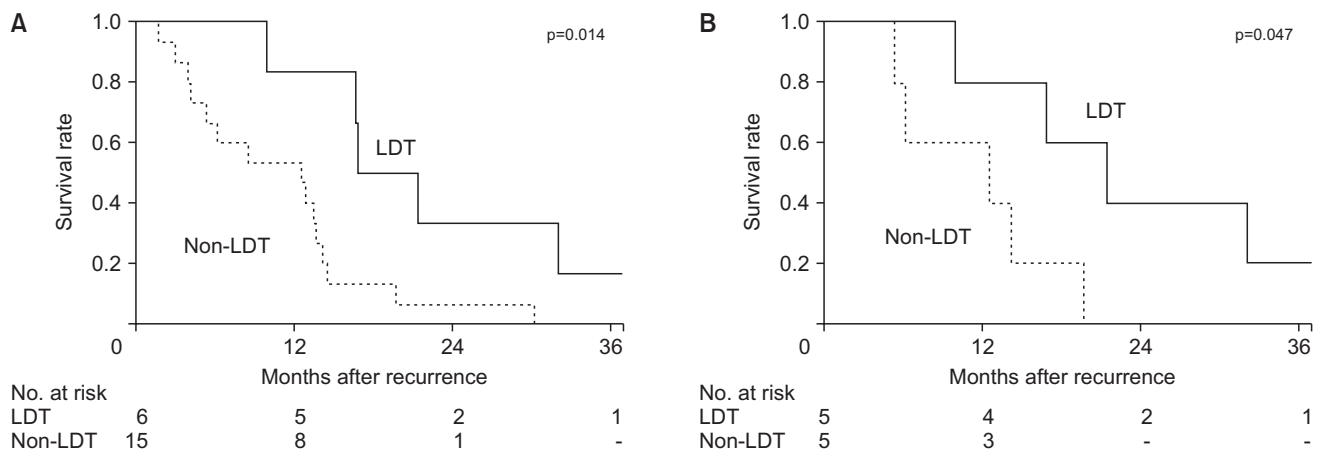 A
B
1.0
0.8
0.6
0.4
0.2
Survival rate
p=0.014
LDT
Non-LDT
0 12 24 36
Months after recurrence
No. at risk
LDT 6 5 2 1
Non-LDT 15 8 1 -
1.0
0.8
0.6
0.4
0.2
Survival rate
p=0.047
LDT
Non-LDT
0 12 24 36
Months after recurrence
No. at risk
LDT 5 4 2 1
Non-LDT 5 3 - -